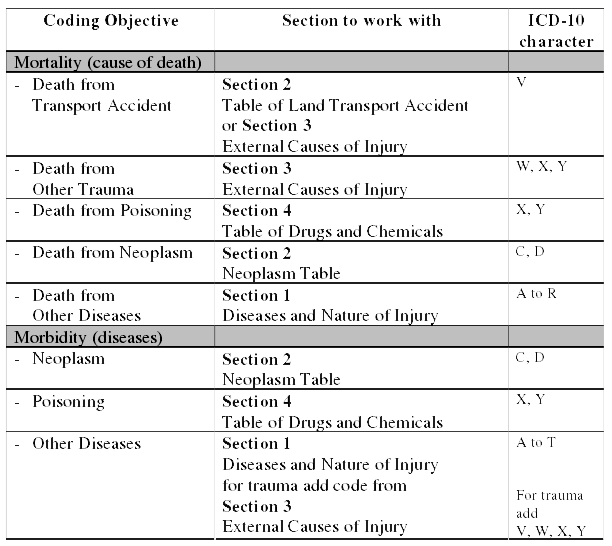 Coding Objective
Section to work with
ICD-10
character
Mortality (cause of death)
- Death from
Transport Accident
Section 2
Table of Land Transport Accident
or Section 3
External Causes of Injury
V
- Death from
Other Trauma
Section 3
External Causes of Injury
W, X, Y
- Death from Poisoning
Section 4
Table of Drugs and Chemicals
X, Y
- Death from Neoplasm
Section 2
Neoplasm Table
C, D
- Death from
Other Diseases
Section 1
Diseases and Nature of Injury
A to R
Morbidity (diseases)
- Neoplasm
Section 2
Neoplasm Table
C, D
- Poisoning
Section 4
Table of Drugs and Chemicals
X, Y
- Other Diseases
Section 1
Diseases and Nature of Injury
for trauma add code from
Section 3
External Causes of Injury
A to T
For trauma
add
V, W, X, Y